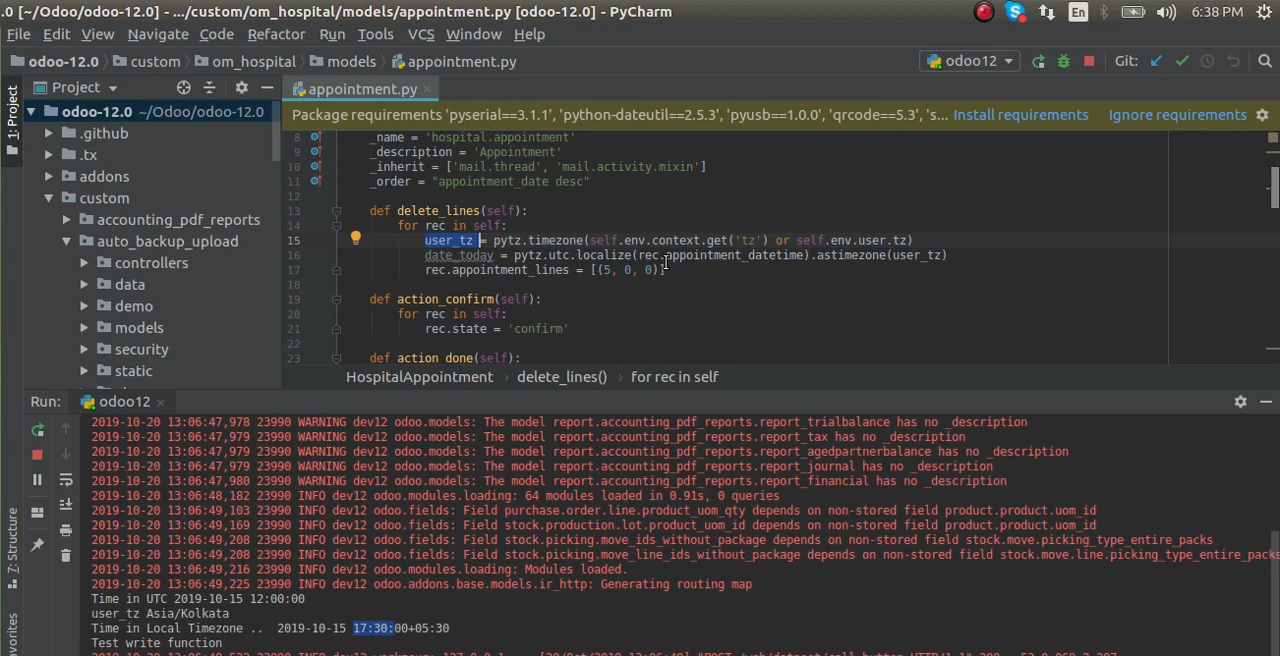 .0 [~/Odoo/odoo-12.0] - .../custom/om_hospital/models/appointment.py [odoo-12.0] - PyCharm
En
6:38 PM
File Edit View Navigate Code Refactor Run Tools VCS Window Help
odoo-12.0 custom om_hospital models appointment.py
odoo12
Git:
Project
appointment.py
1: Project
odoo-12.0 ~/Odoo/odoo-12.0
.github
.tx
addons
custom
accounting_pdf_reports
auto_backup_upload
controllers
data
demo
models
security
static
Package requirements 'pyserial==3.1.1', 'python-dateutil==2.5.3', 'pyusb==1.0.0', 'qrcode==5.3', 's... Install requirements Ignore requirements
8 _name = 'hospital.appointment'
9 _description = 'Appointment'
10 _inherit = ['mail.thread', 'mail.activity.mixin']
11 _order = "appointment_date desc"
12
13 def delete_lines(self):
14 for rec in self:
15 user_tz = pytz.timezone(self.env.context.get('tz') or self.env.user.tz)
16 date_today = pytz.utc.localize(rec.appointment_datetime).astimezone(user_tz)
17 rec.appointment_lines = [(5, 0, 0)]
18
19 def action_confirm(self):
20 for rec in self:
21 rec.state = 'confirm'
22
23 def action_done(self):
HospitalAppointment delete_lines() for rec in self
Run: odoo12
2019-10-20 13:06:47,978 23990 WARNING dev12 odoo.models: The model report.accounting_pdf_reports.report_trialbalance has no _description
2019-10-20 13:06:47,979 23990 WARNING dev12 odoo.models: The model report.accounting_pdf_reports.report_tax has no _description
2019-10-20 13:06:47,979 23990 WARNING dev12 odoo.models: The model report.accounting_pdf_reports.report_agedpartnerbalance has no _description
2019-10-20 13:06:47,979 23990 WARNING dev12 odoo.models: The model report.accounting_pdf_reports.report_journal has no _description
2019-10-20 13:06:47,980 23990 WARNING dev12 odoo.models: The model report.accounting_pdf_reports.report_financial has no _description
2019-10-20 13:06:48,182 23990 INFO dev12 odoo.modules.loading: 64 modules loaded in 0.91s, 0 queries
2019-10-20 13:06:49,103 23990 INFO dev12 odoo.fields: Field purchase.order.line.product_uom_qty depends on non-stored field product.product.uom_id
2019-10-20 13:06:49,208 23990 INFO dev12 odoo.fields: Field stock.production.lot.product_uom_id depends on non-stored field product.product.uom_id
2019-10-20 13:06:49,208 23990 INFO dev12 odoo.fields: Field stock.picking.move_ids_without_package depends on non-stored field stock.move.picking_type_entire_packs
2019-10-20 13:06:49,208 23990 INFO dev12 odoo.fields: Field stock.picking.move_line_ids_without_package depends on non-stored field stock.move.line.picking_type_entire_pack
2019-10-20 13:06:49,216 23990 INFO dev12 odoo.modules.loading: Modules loaded.
2019-10-20 13:06:49,225 23990 INFO dev12 odoo.addons.base.models.ir_http: Generating routing map
Time in UTC 2019-10-15 12:00:00
user_tz Asia/Kolkata
Time in Local Timezone .. 2019-10-15 17:30:00+05:30
Test write function
7: Structure
avorites